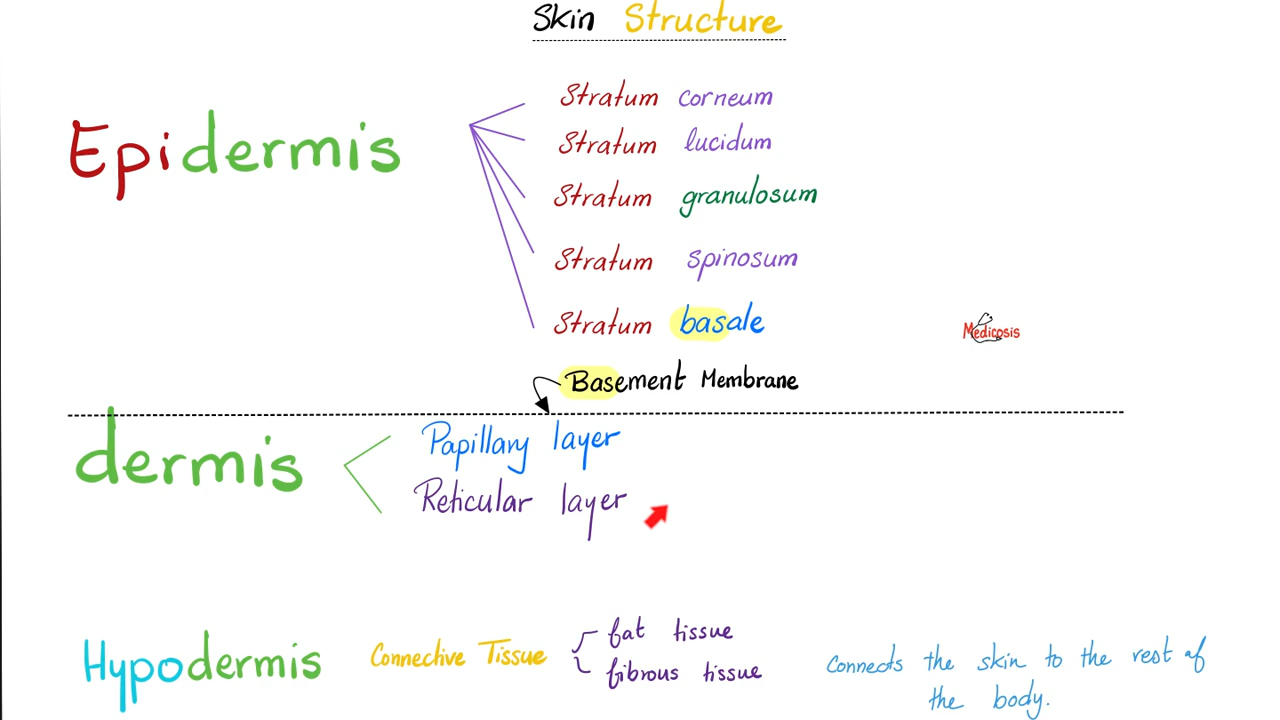 Skin Structure
Epidermis
Stratum corneum
Stratum lucidum
Stratum granulosum
Stratum spinosum
Stratum basale
Medicosis
Basement Membrane
dermis
Papillary layer
Reticular layer
Hypodermis
Connective Tissue
fat tissue
fibrous tissue
Connects the skin to the rest of
the body.